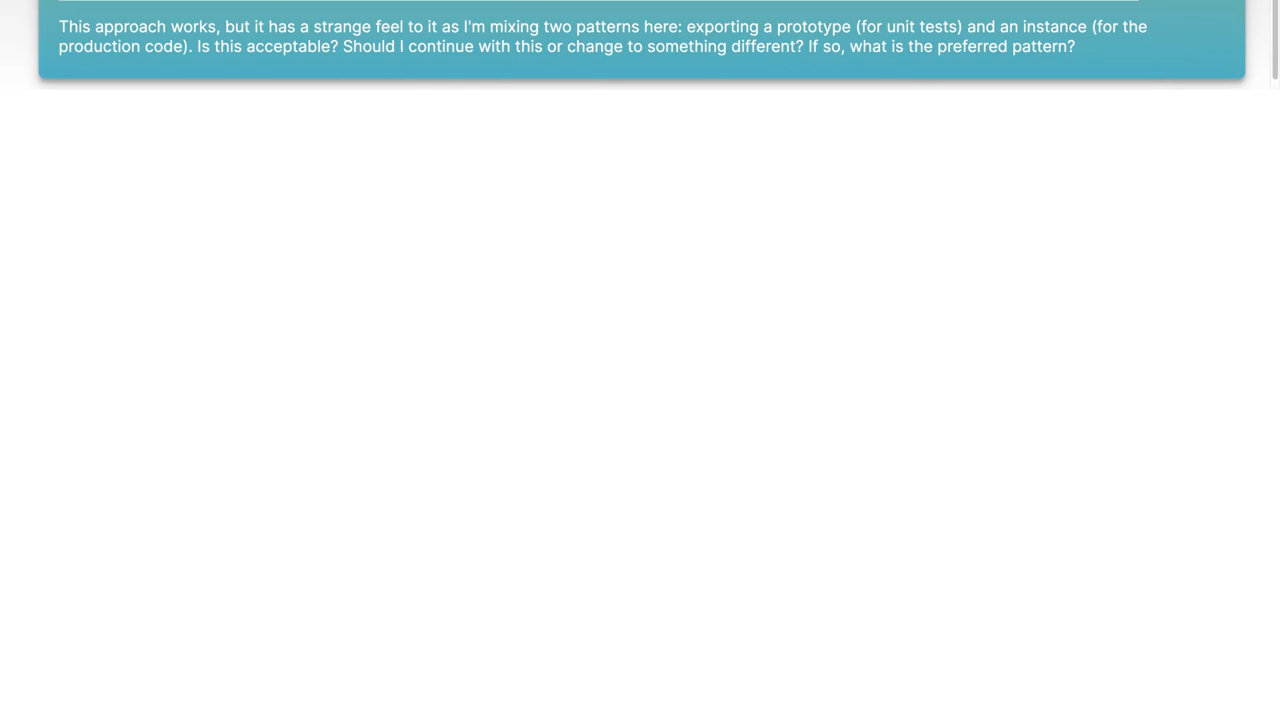 This approach works, but it has a strange feel to it as I'm mixing two patterns here: exporting a prototype (for unit tests) and an instance (for the
production code). Is this acceptable? Should I continue with this or change to something different? If so, what is the preferred pattern?